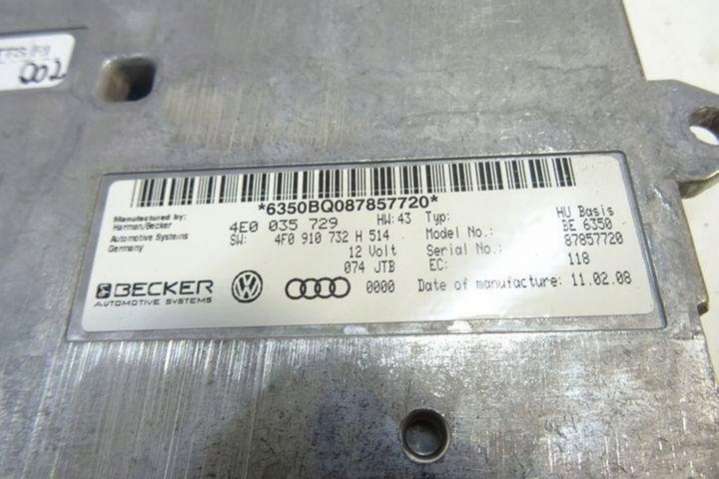 002
*6350BQ087857720*
Manufactured by:
Harman/Becker
Automotive Systems
Germany
4E0 035 729 HW: 43
SW: 4F0 910 732 H 514
12 Volt
074 JTB
0000
Typ: HU Basis
Model No.: BE 6350
Serial No.: 87857720
EC: 118
Date of manufacture: 11.02.08
BECKER
AUTOMOTIVE SYSTEMS